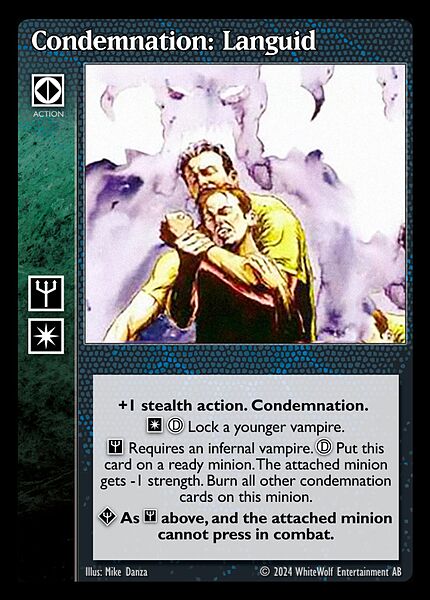 Condemnation: Languid
ACTION
+1 stealth action. Condemnation.
D Lock a younger vampire.
Requires an infernal vampire. D Put this
card on a ready minion. The attached minion
gets -1 strength. Burn all other condemnation
cards on this minion.
As above, and the attached minion
cannot press in combat.
Illus: Mike Danza
© 2024 WhiteWolf Entertainment AB